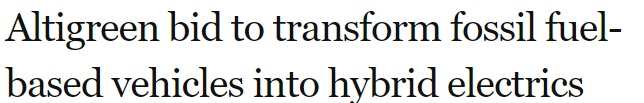 Altigreen bid to transform fossil fuel-
based vehicles into hybrid electrics